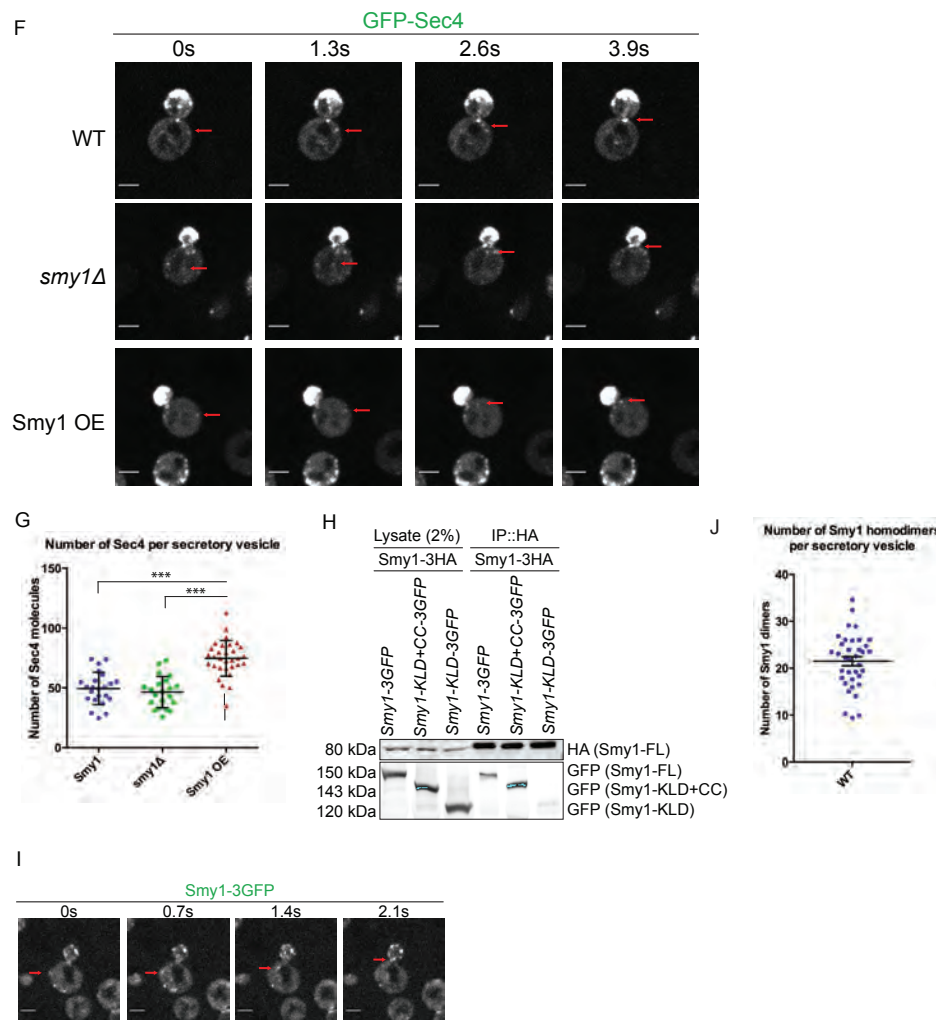 F
GFP-Sec4
0s 1.3s 2.6s 3.9s
WT
smy1Δ
Smy1 OE
G
Number of Sec4 per secretory vesicle
Number of Sec4 molecules
150
100
50
0
***
***
Smy1 smy1Δ Smy1 OE
H
Lysate (2%) IP::HA
Smy1-3HA Smy1-3HA
Smy1-3GFP Smy1-KLD+CC-3GFP Smy1-KLD-3GFP Smy1-3GFP Smy1-KLD+CC-3GFP Smy1-KLD-3GFP
80 kDa HA (Smy1-FL)
150 kDa GFP (Smy1-FL)
143 kDa GFP (Smy1-KLD+CC)
120 kDa GFP (Smy1-KLD)
J
Number of Smy1 homodimers
per secretory vesicle
Number of Smy1 dimers
40
30
20
10
0
WT
I
Smy1-3GFP
0s 0.7s 1.4s 2.1s